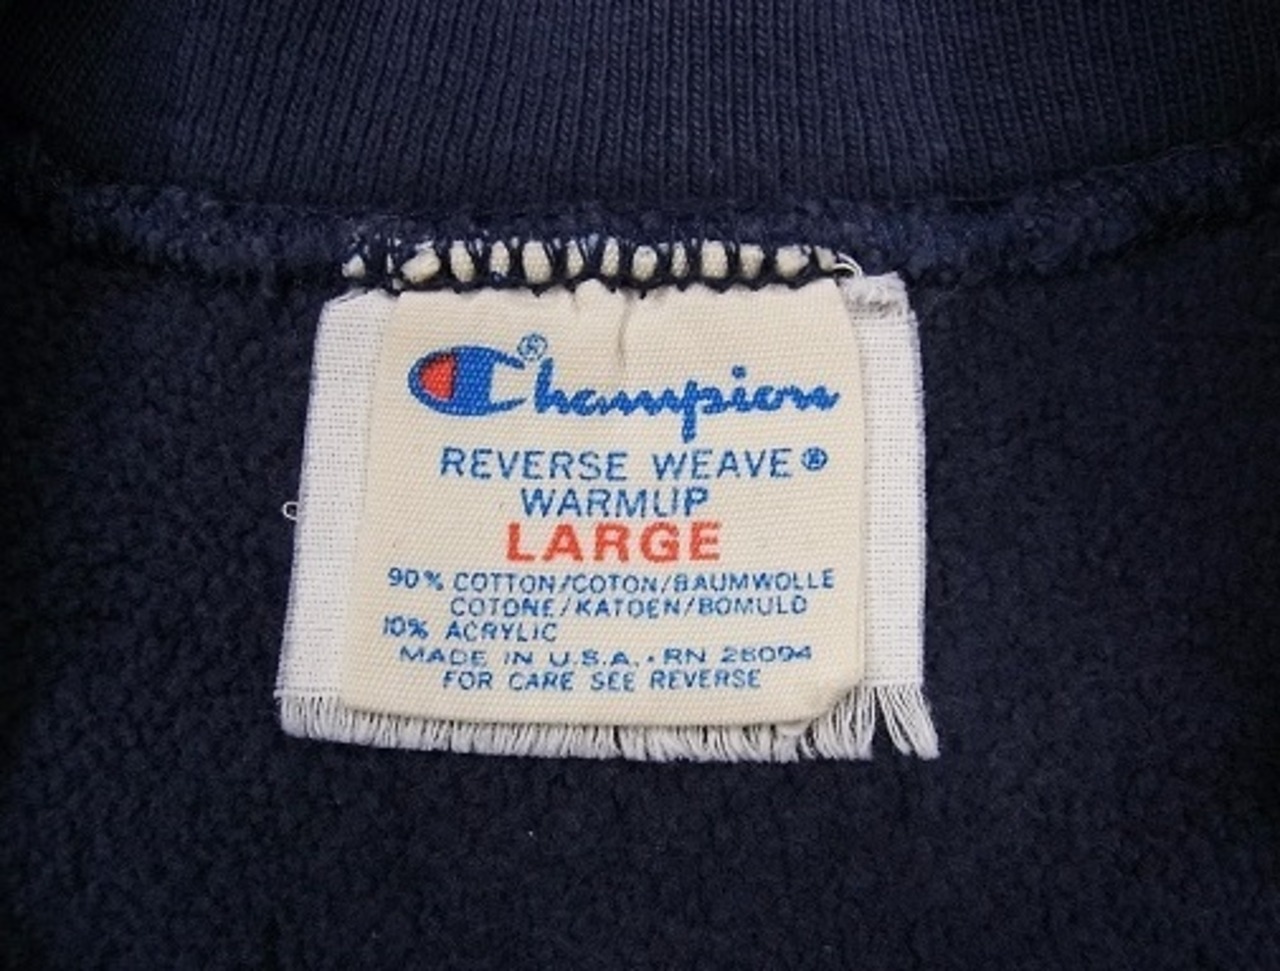 Champion®
REVERSE WEAVE®
WARMUP
LARGE
90% COTTON/COTON/BAUMWOLLE
COTONE/KATOEN/BOMULD
10% ACRYLIC
MADE IN U.S.A. • RN 26094
FOR CARE SEE REVERSE